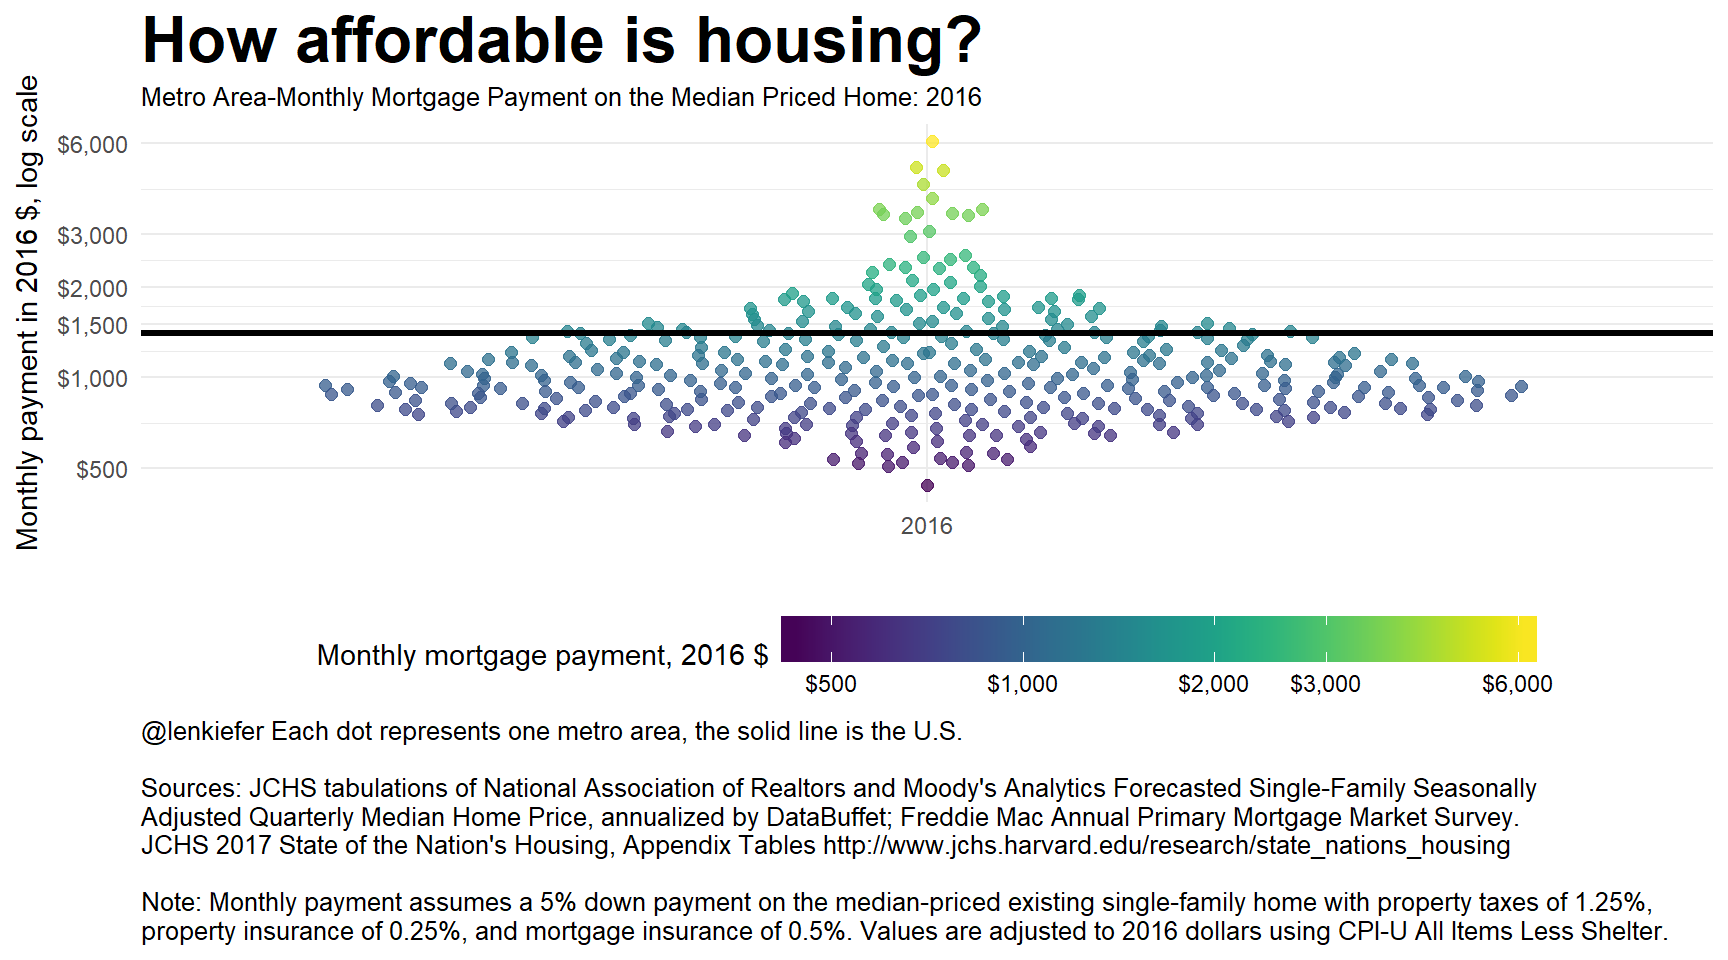 How affordable is housing?
Metro Area-Monthly Mortgage Payment on the Median Priced Home: 2016
Monthly payment in 2016 $, log scale
$6,000
$3,000
$2,000
$1,500
$1,000
$500
2016
Monthly mortgage payment, 2016 $
$500 $1,000 $2,000 $3,000 $6,000
@lenkiefer Each dot represents one metro area, the solid line is the U.S.
Sources: JCHS tabulations of National Association of Realtors and Moody's Analytics Forecasted Single-Family Seasonally
Adjusted Quarterly Median Home Price, annualized by DataBuffet; Freddie Mac Annual Primary Mortgage Market Survey.
JCHS 2017 State of the Nation's Housing, Appendix Tables http://www.jchs.harvard.edu/research/state_nations_housing
Note: Monthly payment assumes a 5% down payment on the median-priced existing single-family home with property taxes of 1.25%,
property insurance of 0.25%, and mortgage insurance of 0.5%. Values are adjusted to 2016 dollars using CPI-U All Items Less Shelter.